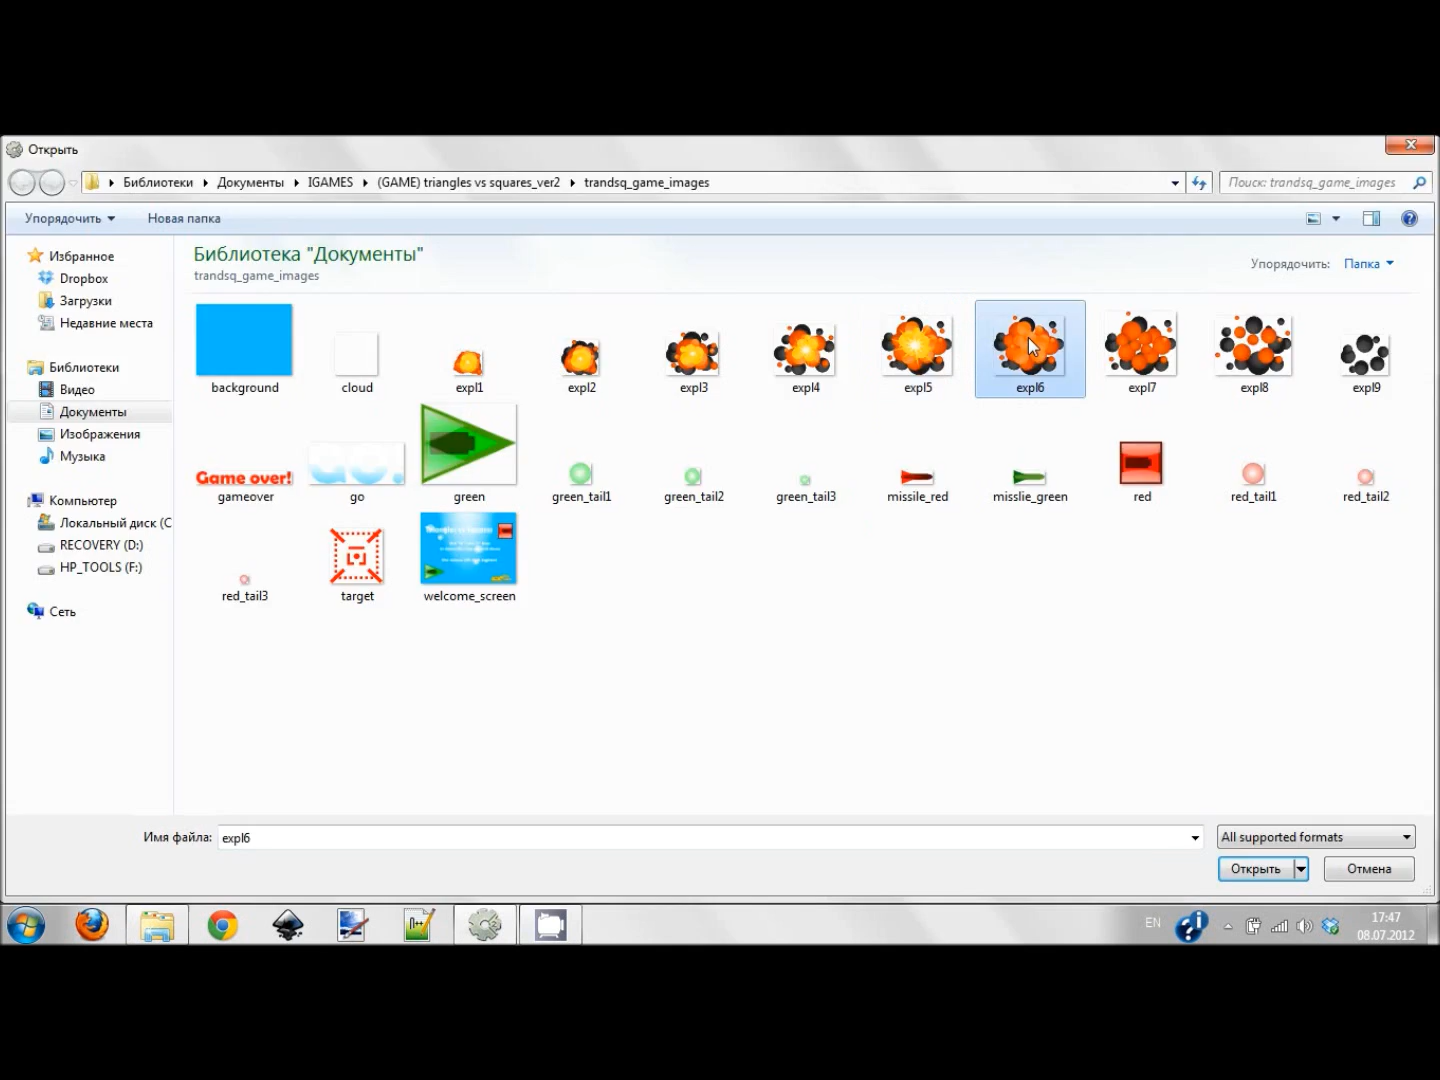 Открыть
Библиотеки Документы IGAMES (GAME) triangles vs squares_ver2 trandsq_game_images
Поиск: trandsq_game_images
Упорядочить Новая папка
Избранное
Dropbox
Загрузки
Недавние места
Библиотеки
Видео
Документы
Изображения
Музыка
Компьютер
Локальный диск (C
RECOVERY (D:)
HP_TOOLS (F:)
Сеть
Библиотека "Документы"
trandsq_game_images
Упорядочить: Папка
background cloud expl1 expl2 expl3 expl4 expl5 expl6 expl7 expl8 expl9
Game over!
go.
gameover go green green_tail1 green_tail2 green_tail3 missile_red misslie_green red red_tail1 red_tail2
red_tail3 target welcome_screen
Имя файла: expl6 All supported formats
Открыть Отмена
EN
17:47
08.07.2012